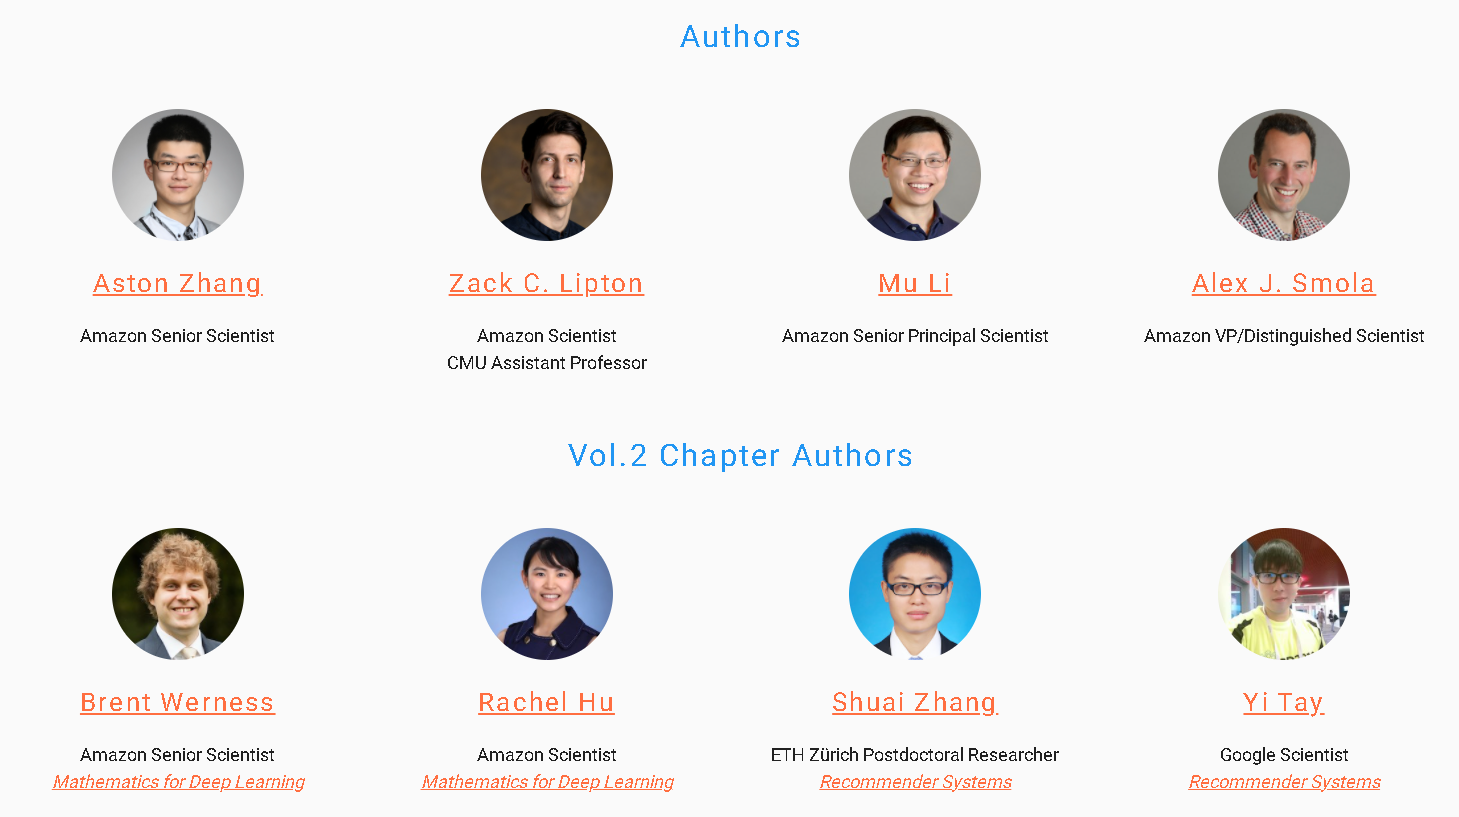 Authors
Aston Zhang
Zack C. Lipton
Mu Li
Alex J. Smola
Amazon Senior Scientist
Amazon Scientist
Amazon Senior Principal Scientist
Amazon VP/Distinguished Scientist
CMU Assistant Professor
Vol.2 Chapter Authors
Brent Werness
Rachel Hu
Shuai Zhang
Yi Tay
Amazon Senior Scientist
Amazon Scientist
ETH Zürich Postdoctoral Researcher
Google Scientist
Mathematics for Deep Learning
Mathematics for Deep Learning
Recommender Systems
Recommender Systems